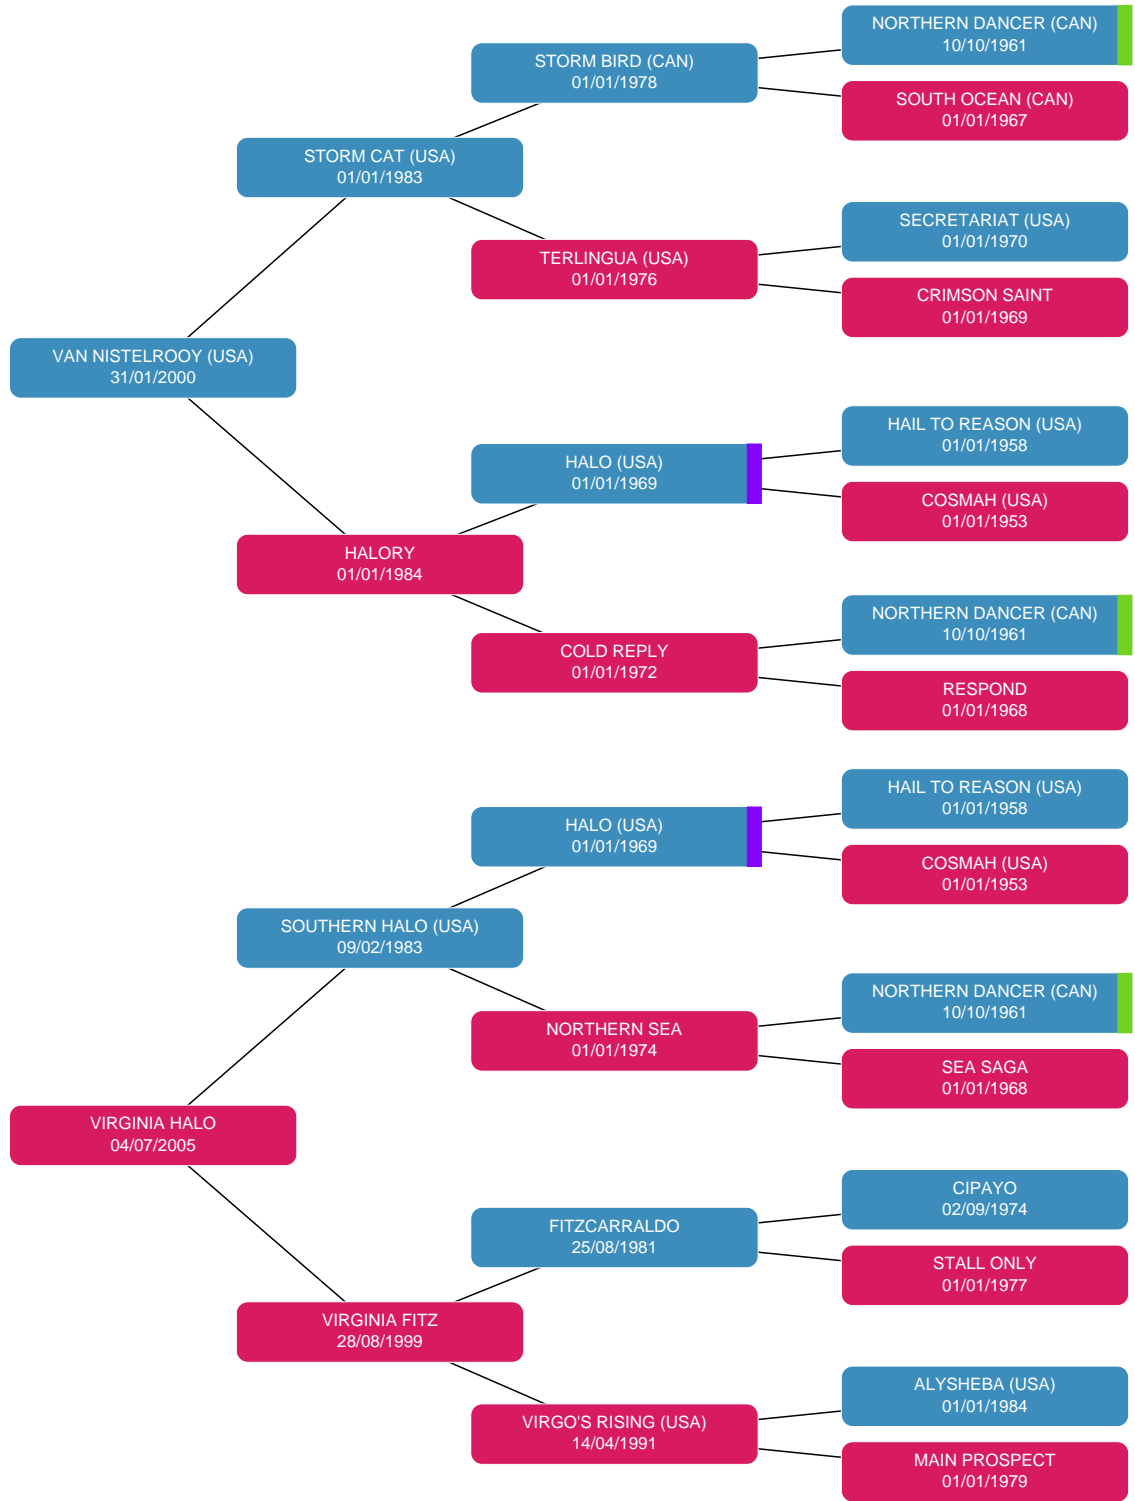 NORTHERN DANCER (CAN)
10/10/1961
STORM BIRD (CAN)
01/01/1978
SOUTH OCEAN (CAN)
01/01/1967
STORM CAT (USA)
01/01/1983
SECRETARIAT (USA)
01/01/1970
TERLINGUA (USA)
01/01/1976
CRIMSON SAINT
01/01/1969
VAN NISTELROOY (USA)
31/01/2000
HAIL TO REASON (USA)
01/01/1958
HALO (USA)
01/01/1969
COSMAH (USA)
01/01/1953
HALORY
01/01/1984
NORTHERN DANCER (CAN)
10/10/1961
COLD REPLY
01/01/1972
RESPOND
01/01/1968
HAIL TO REASON (USA)
01/01/1958
HALO (USA)
01/01/1969
COSMAH (USA)
01/01/1953
SOUTHERN HALO (USA)
09/02/1983
NORTHERN DANCER (CAN)
10/10/1961
NORTHERN SEA
01/01/1974
SEA SAGA
01/01/1968
VIRGINIA HALO
04/07/2005
CIPAYO
02/09/1974
FITZCARRALDO
25/08/1981
STALL ONLY
01/01/1977
VIRGINIA FITZ
28/08/1999
ALYSHEBA (USA)
01/01/1984
VIRGO'S RISING (USA)
14/04/1991
MAIN PROSPECT
01/01/1979